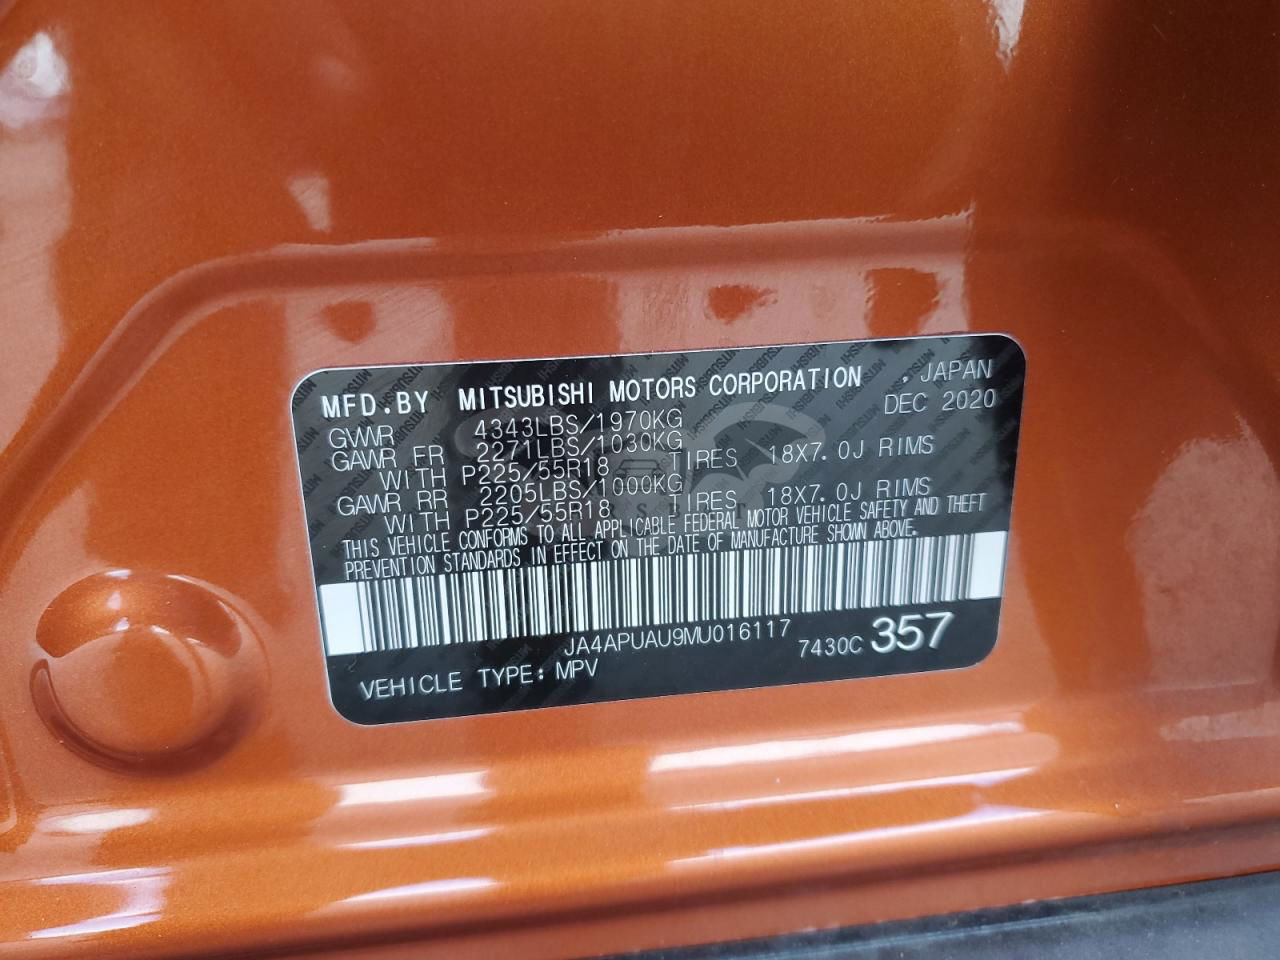 MFD.BY MITSUBISHI MOTORS CORPORATION , JAPAN
GVWR 4343LBS/1970KG DEC 2020
GAWR FR 2271LBS/1030KG
WITH P225/55R18 TIRES 18X7.0J RIMS
GAWR RR 2205LBS/1000KG
WITH P225/55R18 TIRES 18X7.0J RIMS
THIS VEHICLE CONFORMS TO ALL APPLICABLE FEDERAL MOTOR VEHICLE SAFETY AND THEFT
PREVENTION STANDARDS IN EFFECT ON THE DATE OF MANUFACTURE SHOWN ABOVE.
JA4APUAU9MU016117
VEHICLE TYPE: MPV 7430C 357